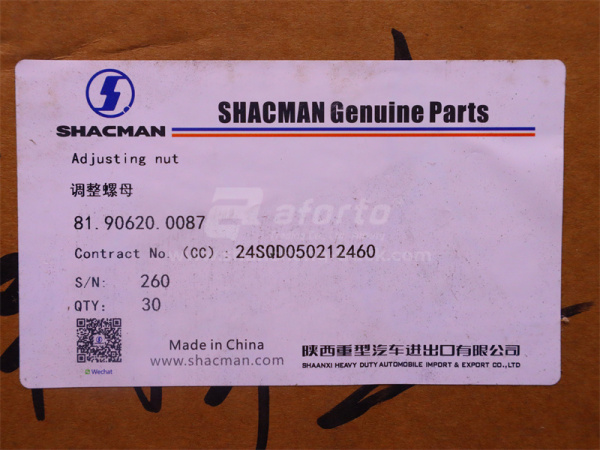 SHACMAN
SHACMAN Genuine Parts
Adjusting nut
调整螺母
81.90620.0087
aforto
Contract No.(CC): 24SQD050212460
S/N: 260
QTY: 30
Wechat
Made in China
www.shacman.com
陕西重型汽车进出口有限公司
SHAANXI HEAVY DUTY AUTOMOBILE IMPORT & EXPORT CO.,LTD